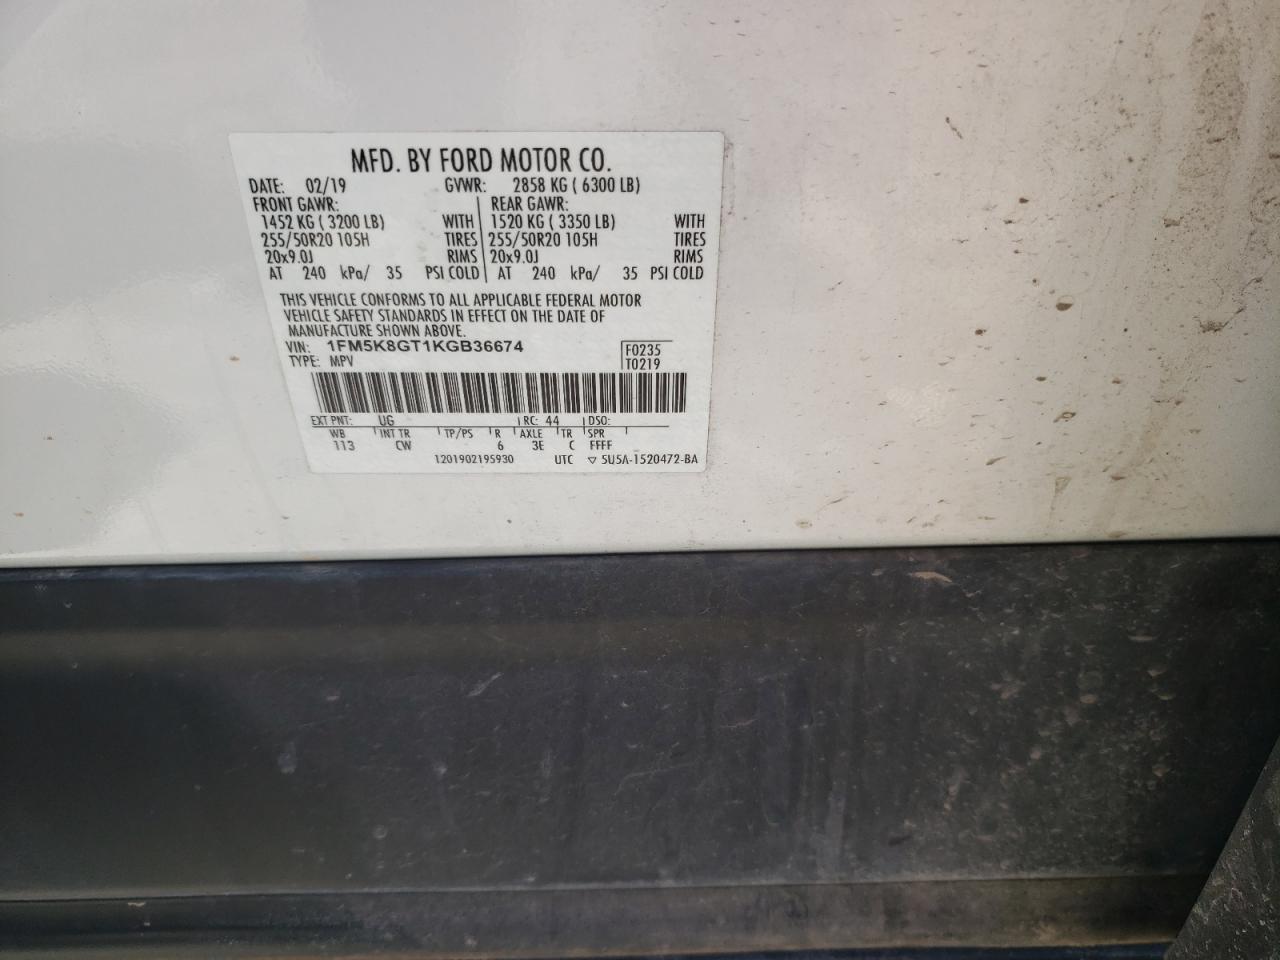 MFD. BY FORD MOTOR CO.
DATE: 02/19 GVWR: 2858 KG ( 6300 LB)
FRONT GAWR: REAR GAWR:
1452 KG ( 3200 LB) WITH 1520 KG ( 3350 LB) WITH
255/50R20 105H TIRES 255/50R20 105H TIRES
20x9.0J RIMS 20x9.0J RIMS
AT 240 kPa/ 35 PSI COLD AT 240 kPa/ 35 PSI COLD
THIS VEHICLE CONFORMS TO ALL APPLICABLE FEDERAL MOTOR
VEHICLE SAFETY STANDARDS IN EFFECT ON THE DATE OF
MANUFACTURE SHOWN ABOVE.
VIN: 1FM5K8GT1KGB36674 F0235
TYPE: MPV T0219
EXT PNT: UG RC: 44 DSO:
WB INT TR TP/PS R AXLE TR SPR
113 CW 6 3E C FFFF
1201902195930 UTC ▽ 5U5A-1520472-BA